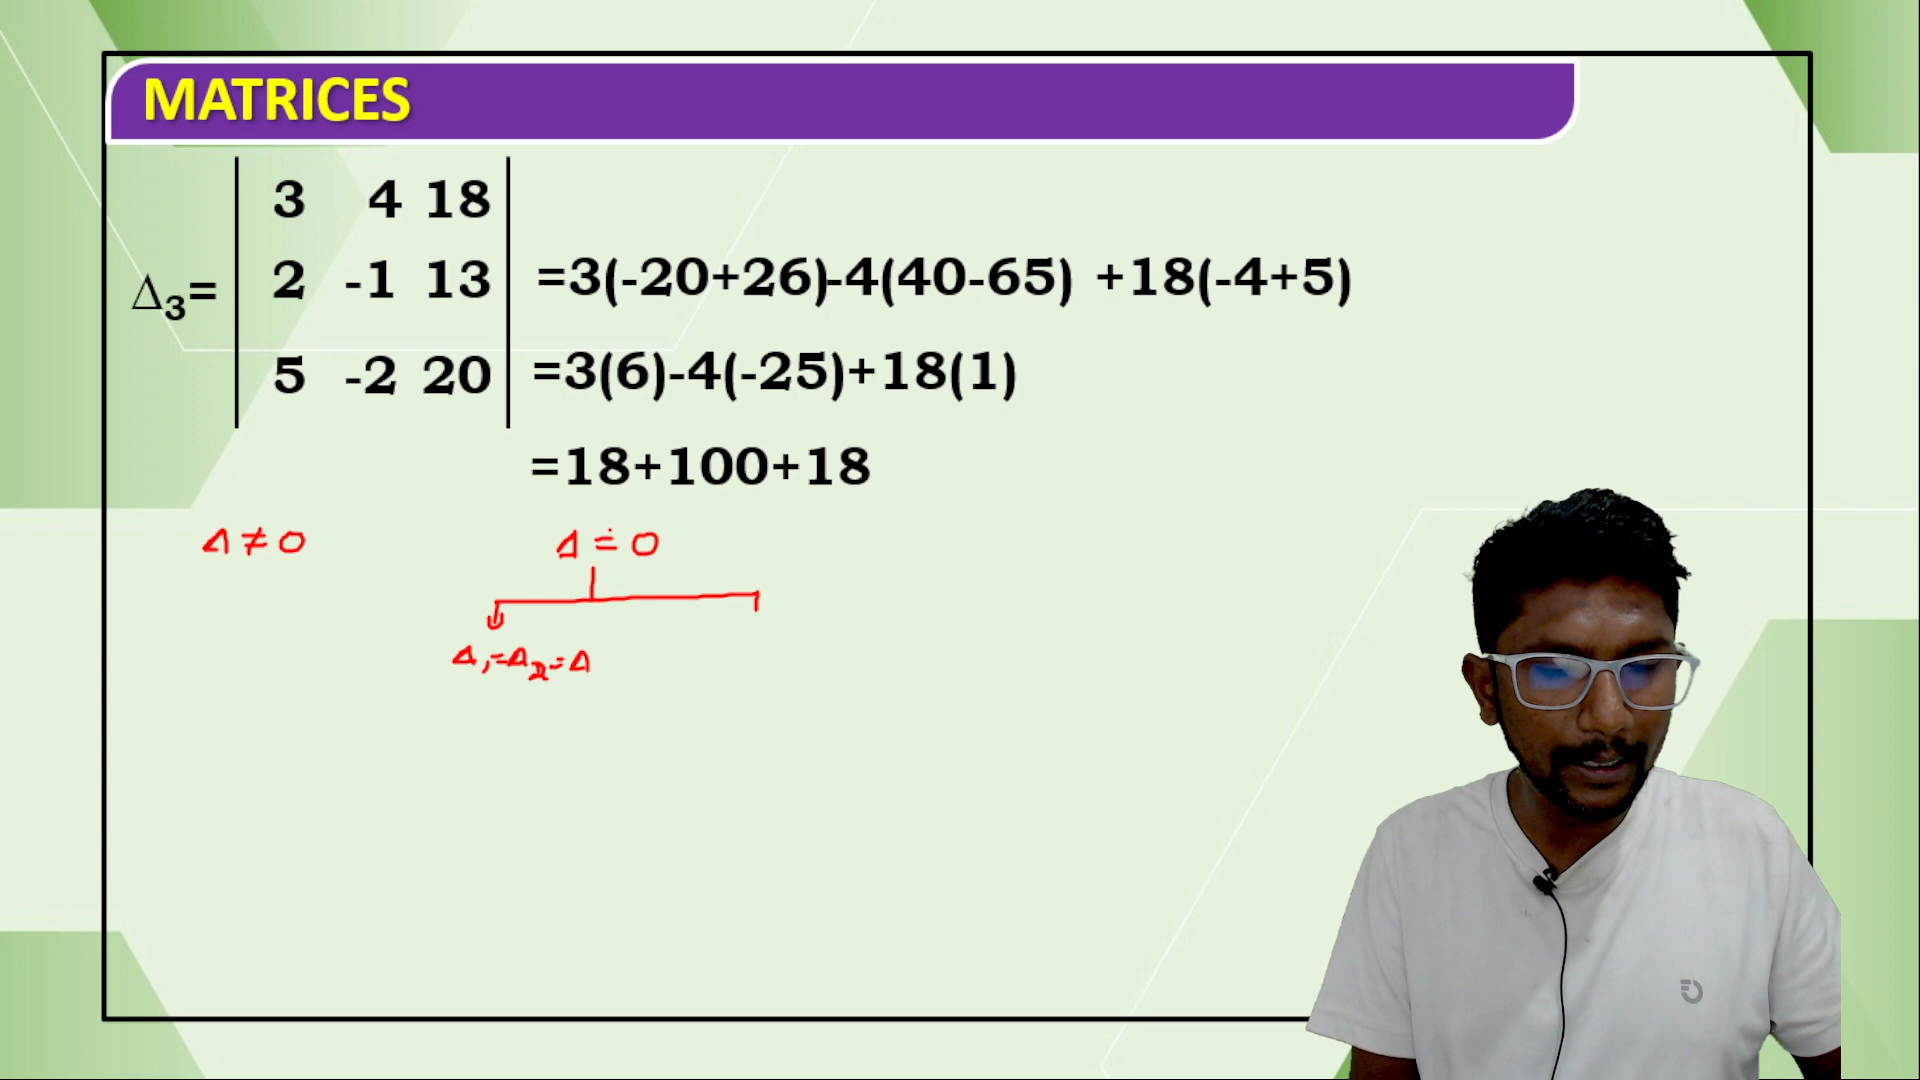 MATRICES
3 4 18
Δ₃= 2 -1 13 =3(-20+26)-4(40-65) +18(-4+5)
5 -2 20 =3(6)-4(-25)+18(1)
=18+100+18
Δ ≠ 0 Δ = 0
Δ₁=Δ₂=Δ